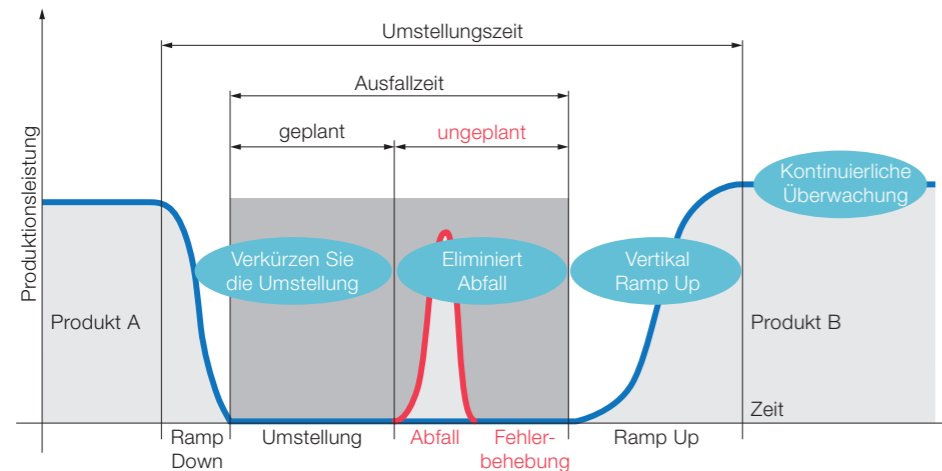 Umstellungszeit
Ausfallzeit
geplant
ungeplant
Produktionsleistung
Kontinuierliche
Überwachung
Verkürzen Sie
die Umstellung
Eliminiert
Abfall
Vertikal
Ramp Up
Produkt A
Produkt B
Zeit
Ramp
Down
Umstellung
Abfall
Fehler-
behebung
Ramp Up